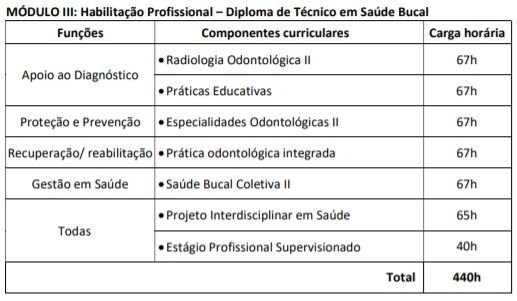 MÓDULO III: Habilitação Profissional – Diploma de Técnico em Saúde Bucal
Funções Componentes curriculares Carga horária
Apoio ao Diagnóstico
• Radiologia Odontológica II 67h
• Práticas Educativas 67h
Proteção e Prevenção • Especialidades Odontológicas II 67h
Recuperação/ reabilitação • Prática odontológica integrada 67h
Gestão em Saúde • Saúde Bucal Coletiva II 67h
Todas
• Projeto Interdisciplinar em Saúde 65h
• Estágio Profissional Supervisionado 40h
Total 440h